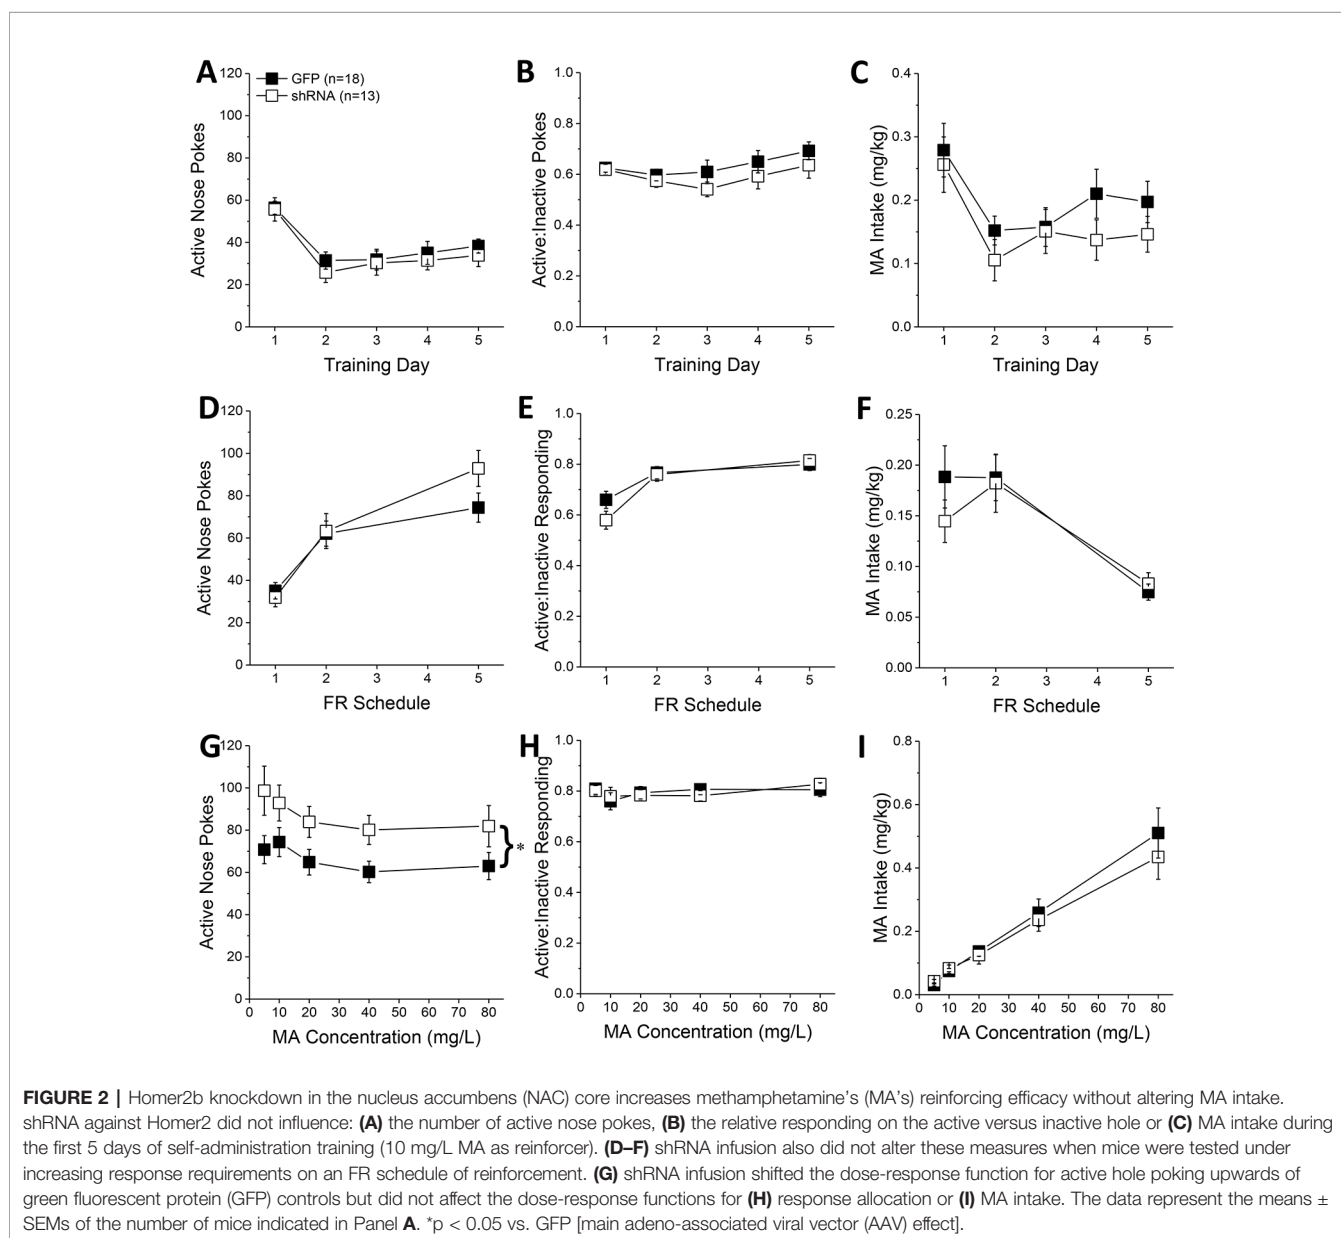 A
120
100
80
60
40
20
0
Active Nose Pokes
GFP (n=18)
shRNA (n=13)
1 2 3 4 5
Training Day
B
1.0
0.8
0.6
0.4
0.2
0.0
Active:Inactive Pokes
1 2 3 4 5
Training Day
C
0.4
0.3
0.2
0.1
0.0
MA Intake (mg/kg)
1 2 3 4 5
Training Day
D
120
100
80
60
40
20
0
Active Nose Pokes
1 2 3 4 5
FR Schedule
E
1.0
0.8
0.6
0.4
0.2
0.0
Active:Inactive Responding
1 2 3 4 5
FR Schedule
F
0.25
0.20
0.15
0.10
0.05
0.00
MA Intake (mg/kg)
1 2 3 4 5
FR Schedule
G
120
100
80
60
40
20
0
Active Nose Pokes
}*
0 10 20 30 40 50 60 70 80
MA Concentration (mg/L)
H
1.0
0.8
0.6
0.4
0.2
0.0
Active:Inactive Responding
0 10 20 30 40 50 60 70 80
MA Concentration (mg/L)
I
0.8
0.6
0.4
0.2
0.0
MA Intake (mg/kg)
0 10 20 30 40 50 60 70 80
MA Concentration (mg/L)
FIGURE 2 | Homer2b knockdown in the nucleus accumbens (NAC) core increases methamphetamine's (MA's) reinforcing efficacy without altering MA intake.
shRNA against Homer2 did not influence: (A) the number of active nose pokes, (B) the relative responding on the active versus inactive hole or (C) MA intake during
the first 5 days of self-administration training (10 mg/L MA as reinforcer). (D–F) shRNA infusion also did not alter these measures when mice were tested under
increasing response requirements on an FR schedule of reinforcement. (G) shRNA infusion shifted the dose-response function for active hole poking upwards of
green fluorescent protein (GFP) controls but did not affect the dose-response functions for (H) response allocation or (I) MA intake. The data represent the means ±
SEMs of the number of mice indicated in Panel A. *p < 0.05 vs. GFP [main adeno-associated viral vector (AAV) effect].